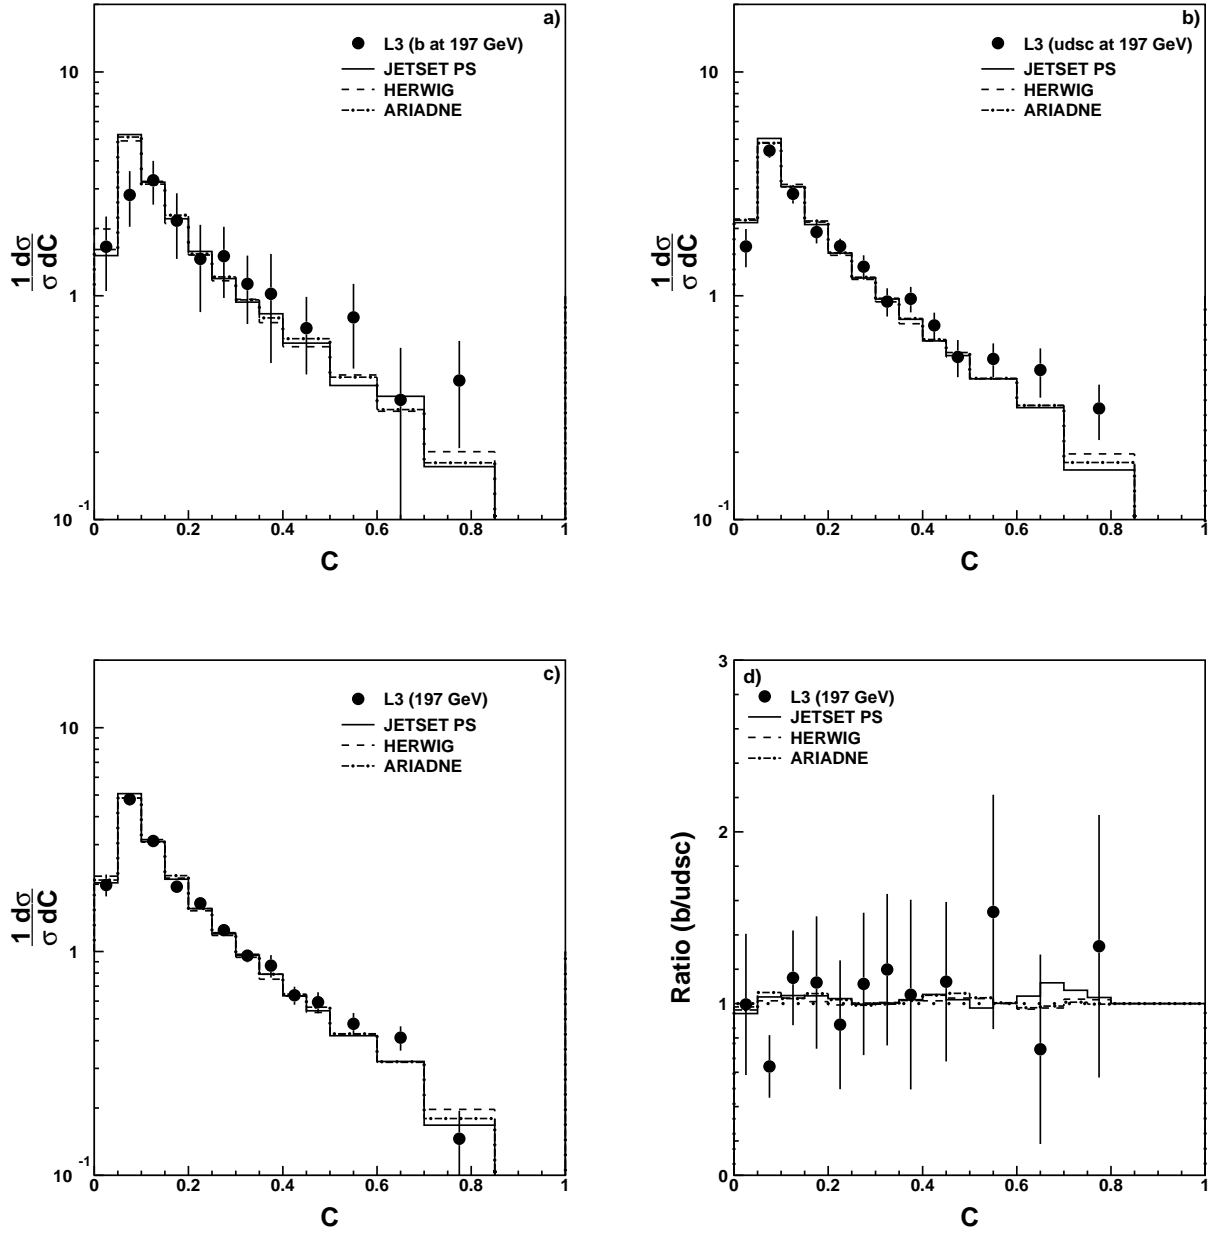 a)
L3 (b at 197 GeV)
JETSET PS
HERWIG
ARIADNE
10
1
10 -1
1 dσ
σ dC
0 0.2 0.4 0.6 0.8 1
C
b)
L3 (udsc at 197 GeV)
JETSET PS
HERWIG
ARIADNE
10
1
10 -1
1 dσ
σ dC
0 0.2 0.4 0.6 0.8 1
C
c)
L3 (197 GeV)
JETSET PS
HERWIG
ARIADNE
10
1
10 -1
1 dσ
σ dC
0 0.2 0.4 0.6 0.8 1
C
d)
L3 (197 GeV)
JETSET PS
HERWIG
ARIADNE
3
2
1
0
Ratio (b/udsc)
0 0.2 0.4 0.6 0.8 1
C